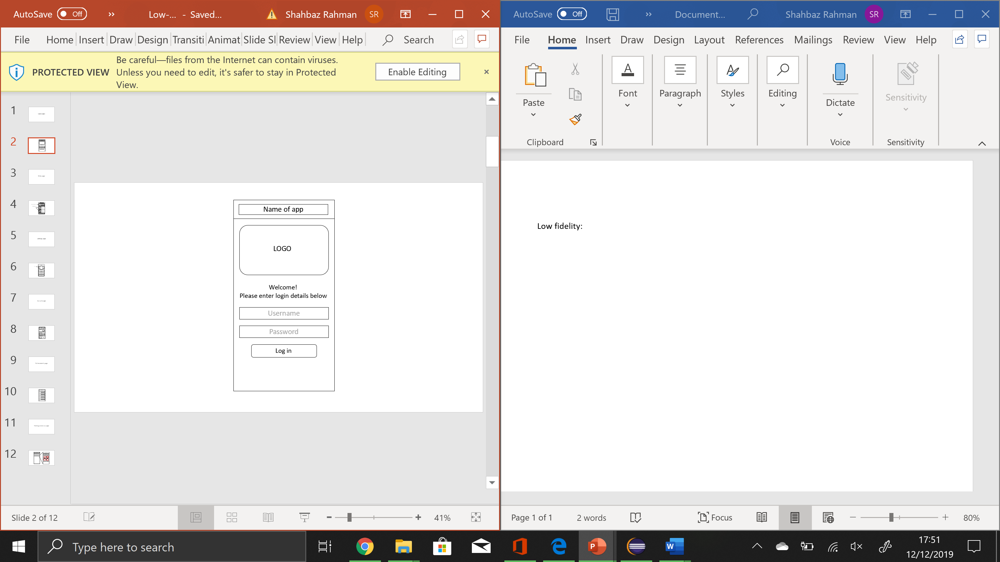 AutoSave Off Low-... - Saved... Shahbaz Rahman SR
File Home Insert Draw Design Transiti Animat Slide Sl Review View Help Search
PROTECTED VIEW
Be careful—files from the Internet can contain viruses.
Unless you need to edit, it's safer to stay in Protected
View.
Enable Editing
1
2
3
4
5
6
7
8
9
10
11
12
Name of app
LOGO
Welcome!
Please enter login details below
Username
Password
Log in
Slide 2 of 12 41%
AutoSave Off Document... Shahbaz Rahman SR
File Home Insert Draw Design Layout References Mailings Review View Help
Paste Font Paragraph Styles Editing Dictate Sensitivity
Clipboard Voice Sensitivity
Low fidelity:
Page 1 of 1 2 words Focus 80%
Type here to search
17:51
12/12/2019